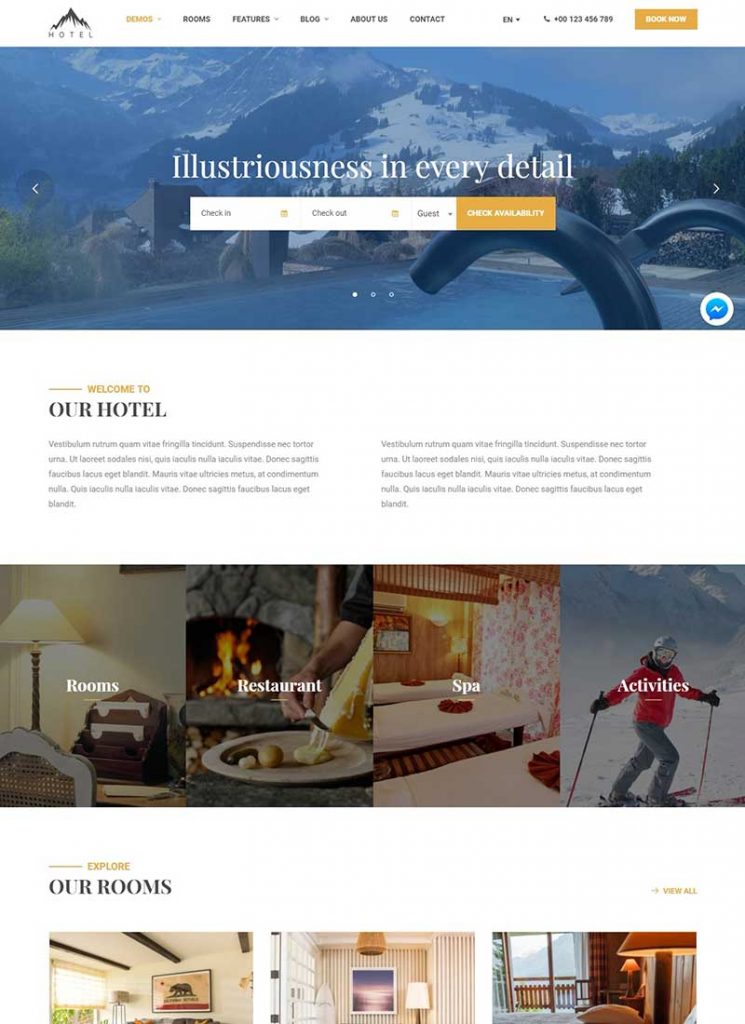 HOTEL
DEMOS ROOMS FEATURES BLOG ABOUT US CONTACT EN +00 123 456 789 BOOK NOW
Illustriousness in every detail
Check in Check out Guest CHECK AVAILABILITY
WELCOME TO
OUR HOTEL
Vestibulum rutrum quam vitae fringilla tincidunt. Suspendisse nec tortor
urna. Ut laoreet sodales nisi, quis iaculis nulla iaculis vitae. Donec sagittis
faucibus lacus eget blandit. Mauris vitae ultricies metus, at condimentum
nulla. Quis iaculis nulla iaculis vitae. Donec sagittis faucibus lacus eget
blandit.
Vestibulum rutrum quam vitae fringilla tincidunt. Suspendisse nec tortor
urna. Ut laoreet sodales nisi, quis iaculis nulla iaculis vitae. Donec sagittis
faucibus lacus eget blandit. Mauris vitae ultricies metus, at condimentum
nulla. Quis iaculis nulla iaculis vitae. Donec sagittis faucibus lacus eget
blandit.
Rooms
Restaurant
Spa
Activities
EXPLORE
OUR ROOMS
VIEW ALL
CALIFORNIA REPUBLIC